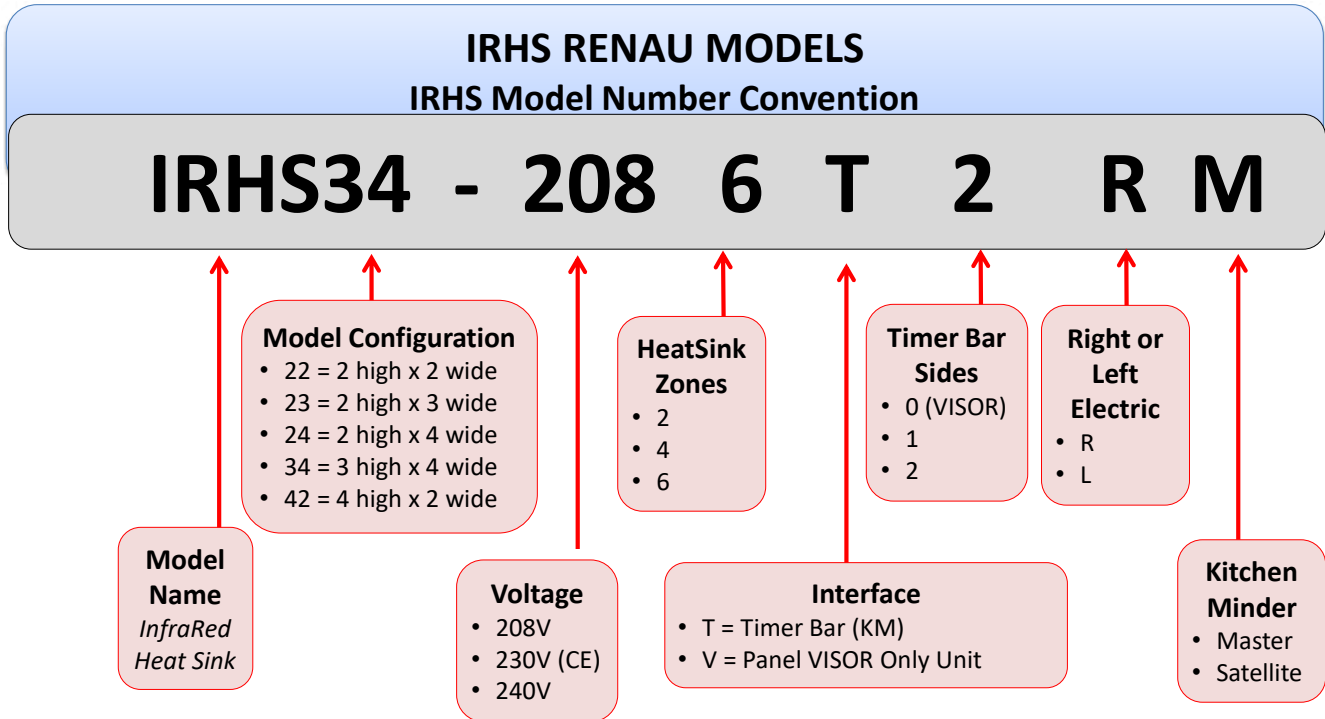 IRHS RENAU MODELS
IRHS Model Number Convention
IRHS34 - 208 6 T 2 R M
Model Configuration
• 22 = 2 high x 2 wide
• 23 = 2 high x 3 wide
• 24 = 2 high x 4 wide
• 34 = 3 high x 4 wide
• 42 = 4 high x 2 wide
HeatSink
Zones
• 2
• 4
• 6
Timer Bar
Sides
• 0 (VISOR)
• 1
• 2
Right or
Left
Electric
• R
• L
Model
Name
InfraRed
Heat Sink
Voltage
• 208V
• 230V (CE)
• 240V
Interface
• T = Timer Bar (KM)
• V = Panel VISOR Only Unit
Kitchen
Minder
• Master
• Satellite